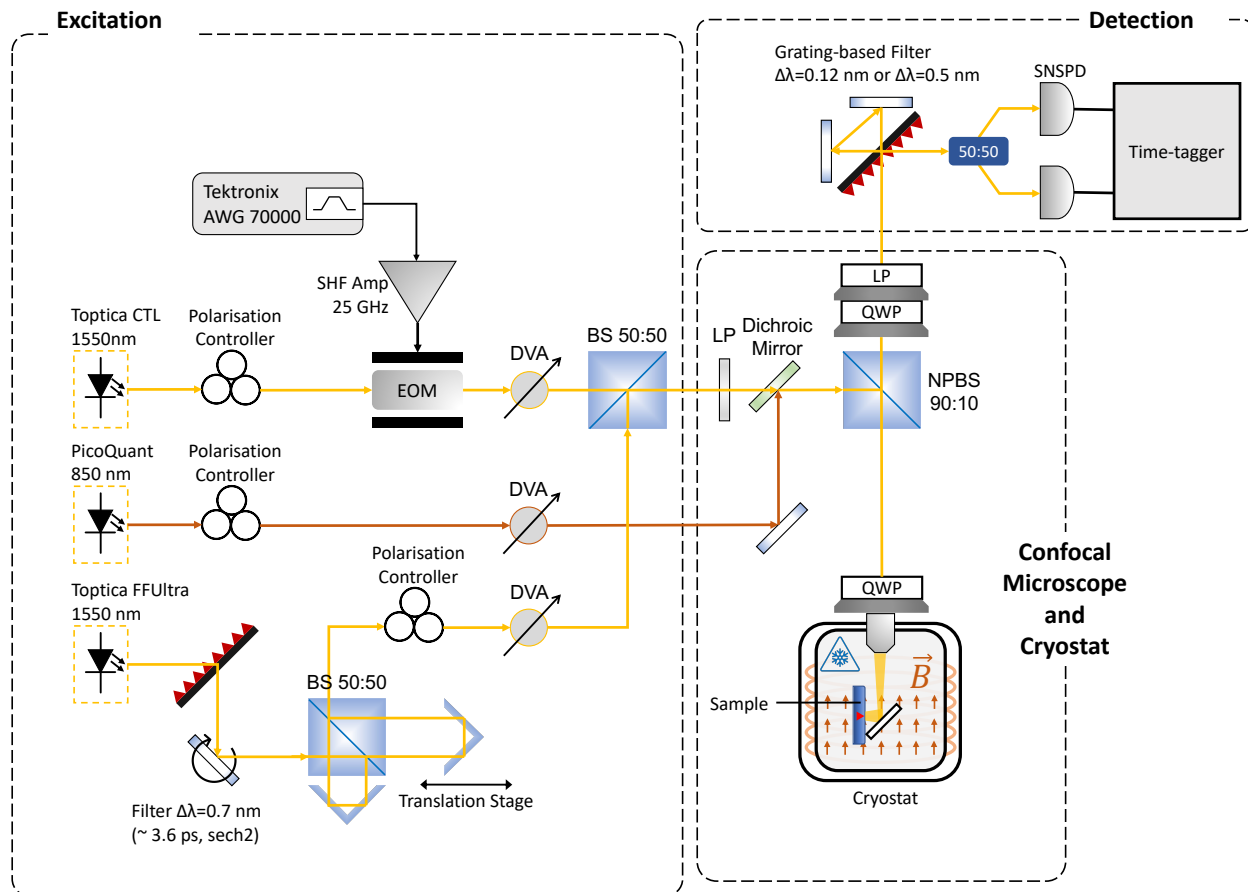 Excitation
Detection
Grating-based Filter
Δλ=0.12 nm or Δλ=0.5 nm
SNSPD
50:50
Time-tagger
Tektronix
AWG 70000
SHF Amp
25 GHz
LP
QWP
Toptica CTL
1550nm
Polarisation
Controller
EOM
DVA
BS 50:50
LP
Dichroic
Mirror
NPBS
90:10
PicoQuant
850 nm
Polarisation
Controller
DVA
Toptica FFUltra
1550 nm
Polarisation
Controller
DVA
BS 50:50
Translation Stage
Filter Δλ=0.7 nm
(~ 3.6 ps, sech2)
Confocal
Microscope
and
Cryostat
QWP
B
Sample
Cryostat